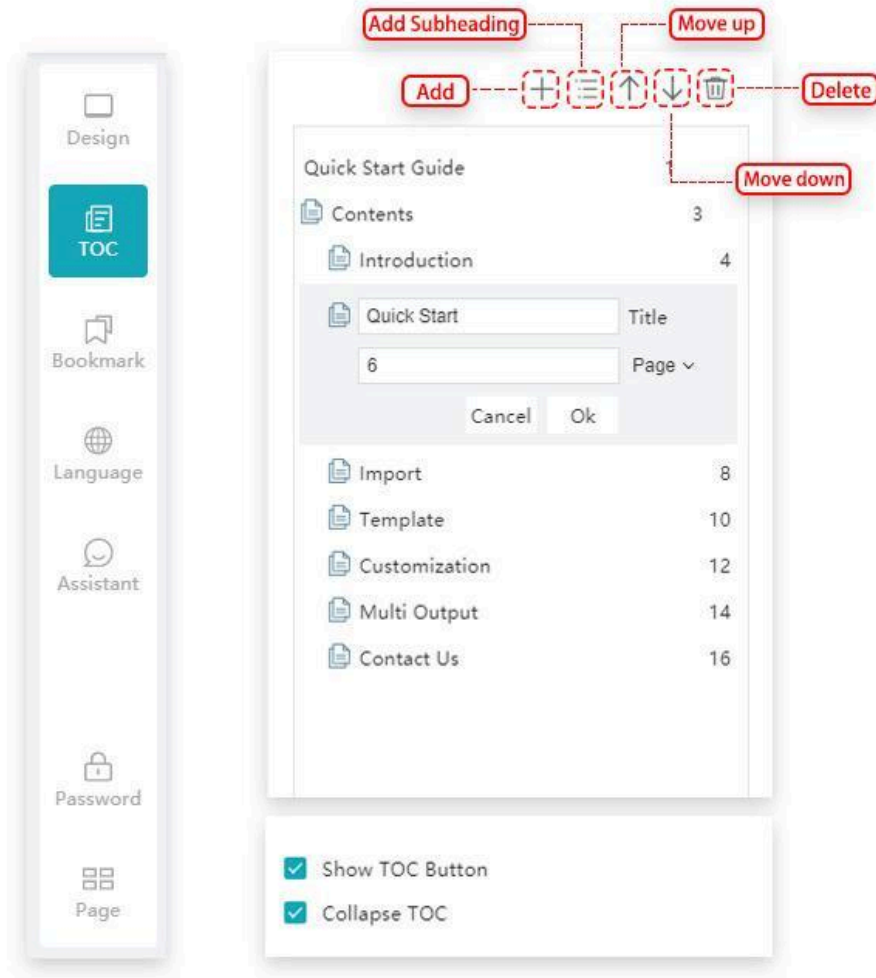 Add Subheading
Move up
Add
Delete
Move down
Design
TOC
Bookmark
Language
Assistant
Password
Page
Quick Start Guide
Contents 3
Introduction 4
Quick Start Title
6 Page
Cancel Ok
Import 8
Template 10
Customization 12
Multi Output 14
Contact Us 16
Show TOC Button
Collapse TOC